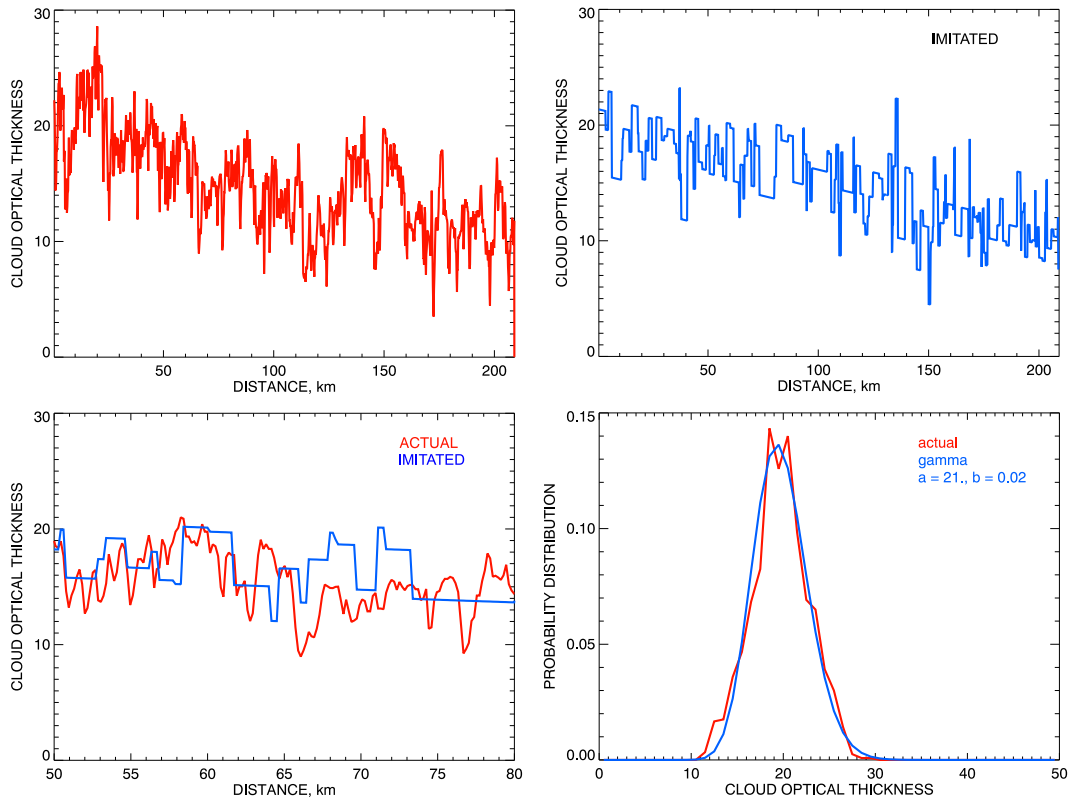 30
20
10
0
CLOUD OPTICAL THICKNESS
50
100
150
200
DISTANCE, km
30
20
10
0
CLOUD OPTICAL THICKNESS
IMITATED
50
100
150
200
DISTANCE, km
30
20
10
0
CLOUD OPTICAL THICKNESS
ACTUAL
IMITATED
50
55
60
65
70
75
80
DISTANCE, km
0.15
0.10
0.05
0.00
PROBABILITY DISTRIBUTION
actual
gamma
a = 21., b = 0.02
0
10
20
30
40
50
CLOUD OPTICAL THICKNESS